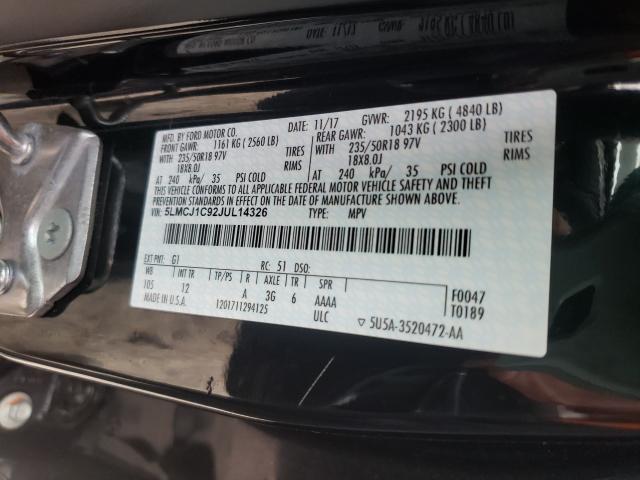 MFD. BY FORD MOTOR CO. DATE: 11/17 GVWR: 2195 KG ( 4840 LB)
FRONT GAWR: 1161 KG ( 2560 LB) REAR GAWR: 1043 KG ( 2300 LB)
WITH 235/50R18 97V TIRES WITH 235/50R18 97V TIRES
18X8.0J RIMS 18X8.0J RIMS
AT 240 kPa/ 35 PSI COLD AT 240 kPa/ 35 PSI COLD
THIS VEHICLE CONFORMS TO ALL APPLICABLE FEDERAL MOTOR VEHICLE SAFETY AND THEFT
PREVENTION STANDARDS IN EFFECT ON THE DATE OF MANUFACTURE SHOWN ABOVE.
VIN: 5LMCJ1C92JUL14326 TYPE: MPV
EXT PNT: G1 RC: 51 DSO:
WB INT TR TP/PS R AXLE TR SPR F0047
105 12 A 3G 6 AAAA T0189
MADE IN U.S.A. 1201711294125 ULC ▽ 5U5A-3520472-AA